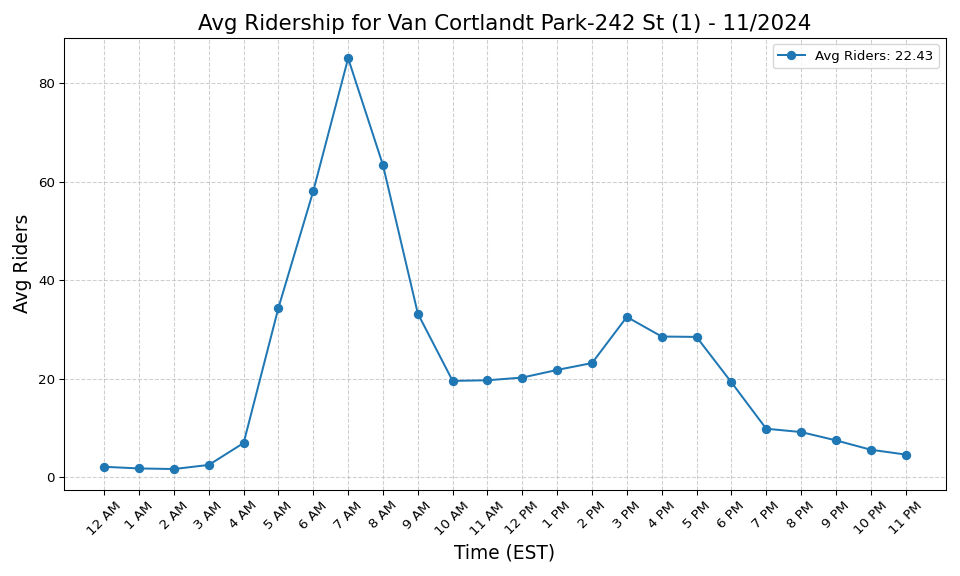 Avg Ridership for Van Cortlandt Park-242 St (1) - 11/2024
Avg Riders: 22.43
Avg Riders
80
60
40
20
0
12 AM
1 AM
2 AM
3 AM
4 AM
5 AM
6 AM
7 AM
8 AM
9 AM
10 AM
11 AM
12 PM
1 PM
2 PM
3 PM
4 PM
5 PM
6 PM
7 PM
8 PM
9 PM
10 PM
11 PM
Time (EST)